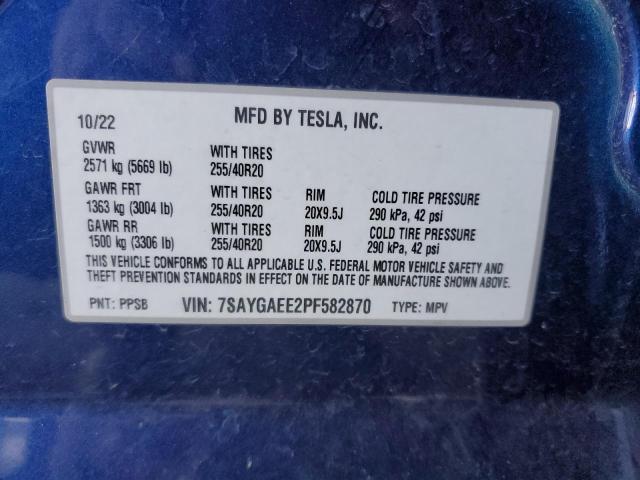 10/22 MFD BY TESLA, INC.
GVWR WITH TIRES
2571 kg (5669 lb) 255/40R20
GAWR FRT WITH TIRES RIM COLD TIRE PRESSURE
1363 kg (3004 lb) 255/40R20 20X9.5J 290 kPa, 42 psi
GAWR RR WITH TIRES RIM COLD TIRE PRESSURE
1500 kg (3306 lb) 255/40R20 20X9.5J 290 kPa, 42 psi
THIS VEHICLE CONFORMS TO ALL APPLICABLE U.S. FEDERAL MOTOR VEHICLE SAFETY AND
THEFT PREVENTION STANDARDS IN EFFECT ON THE DATE OF MANUFACTURE SHOWN ABOVE.
PNT: PPSB VIN: 7SAYGAEE2PF582870 TYPE: MPV